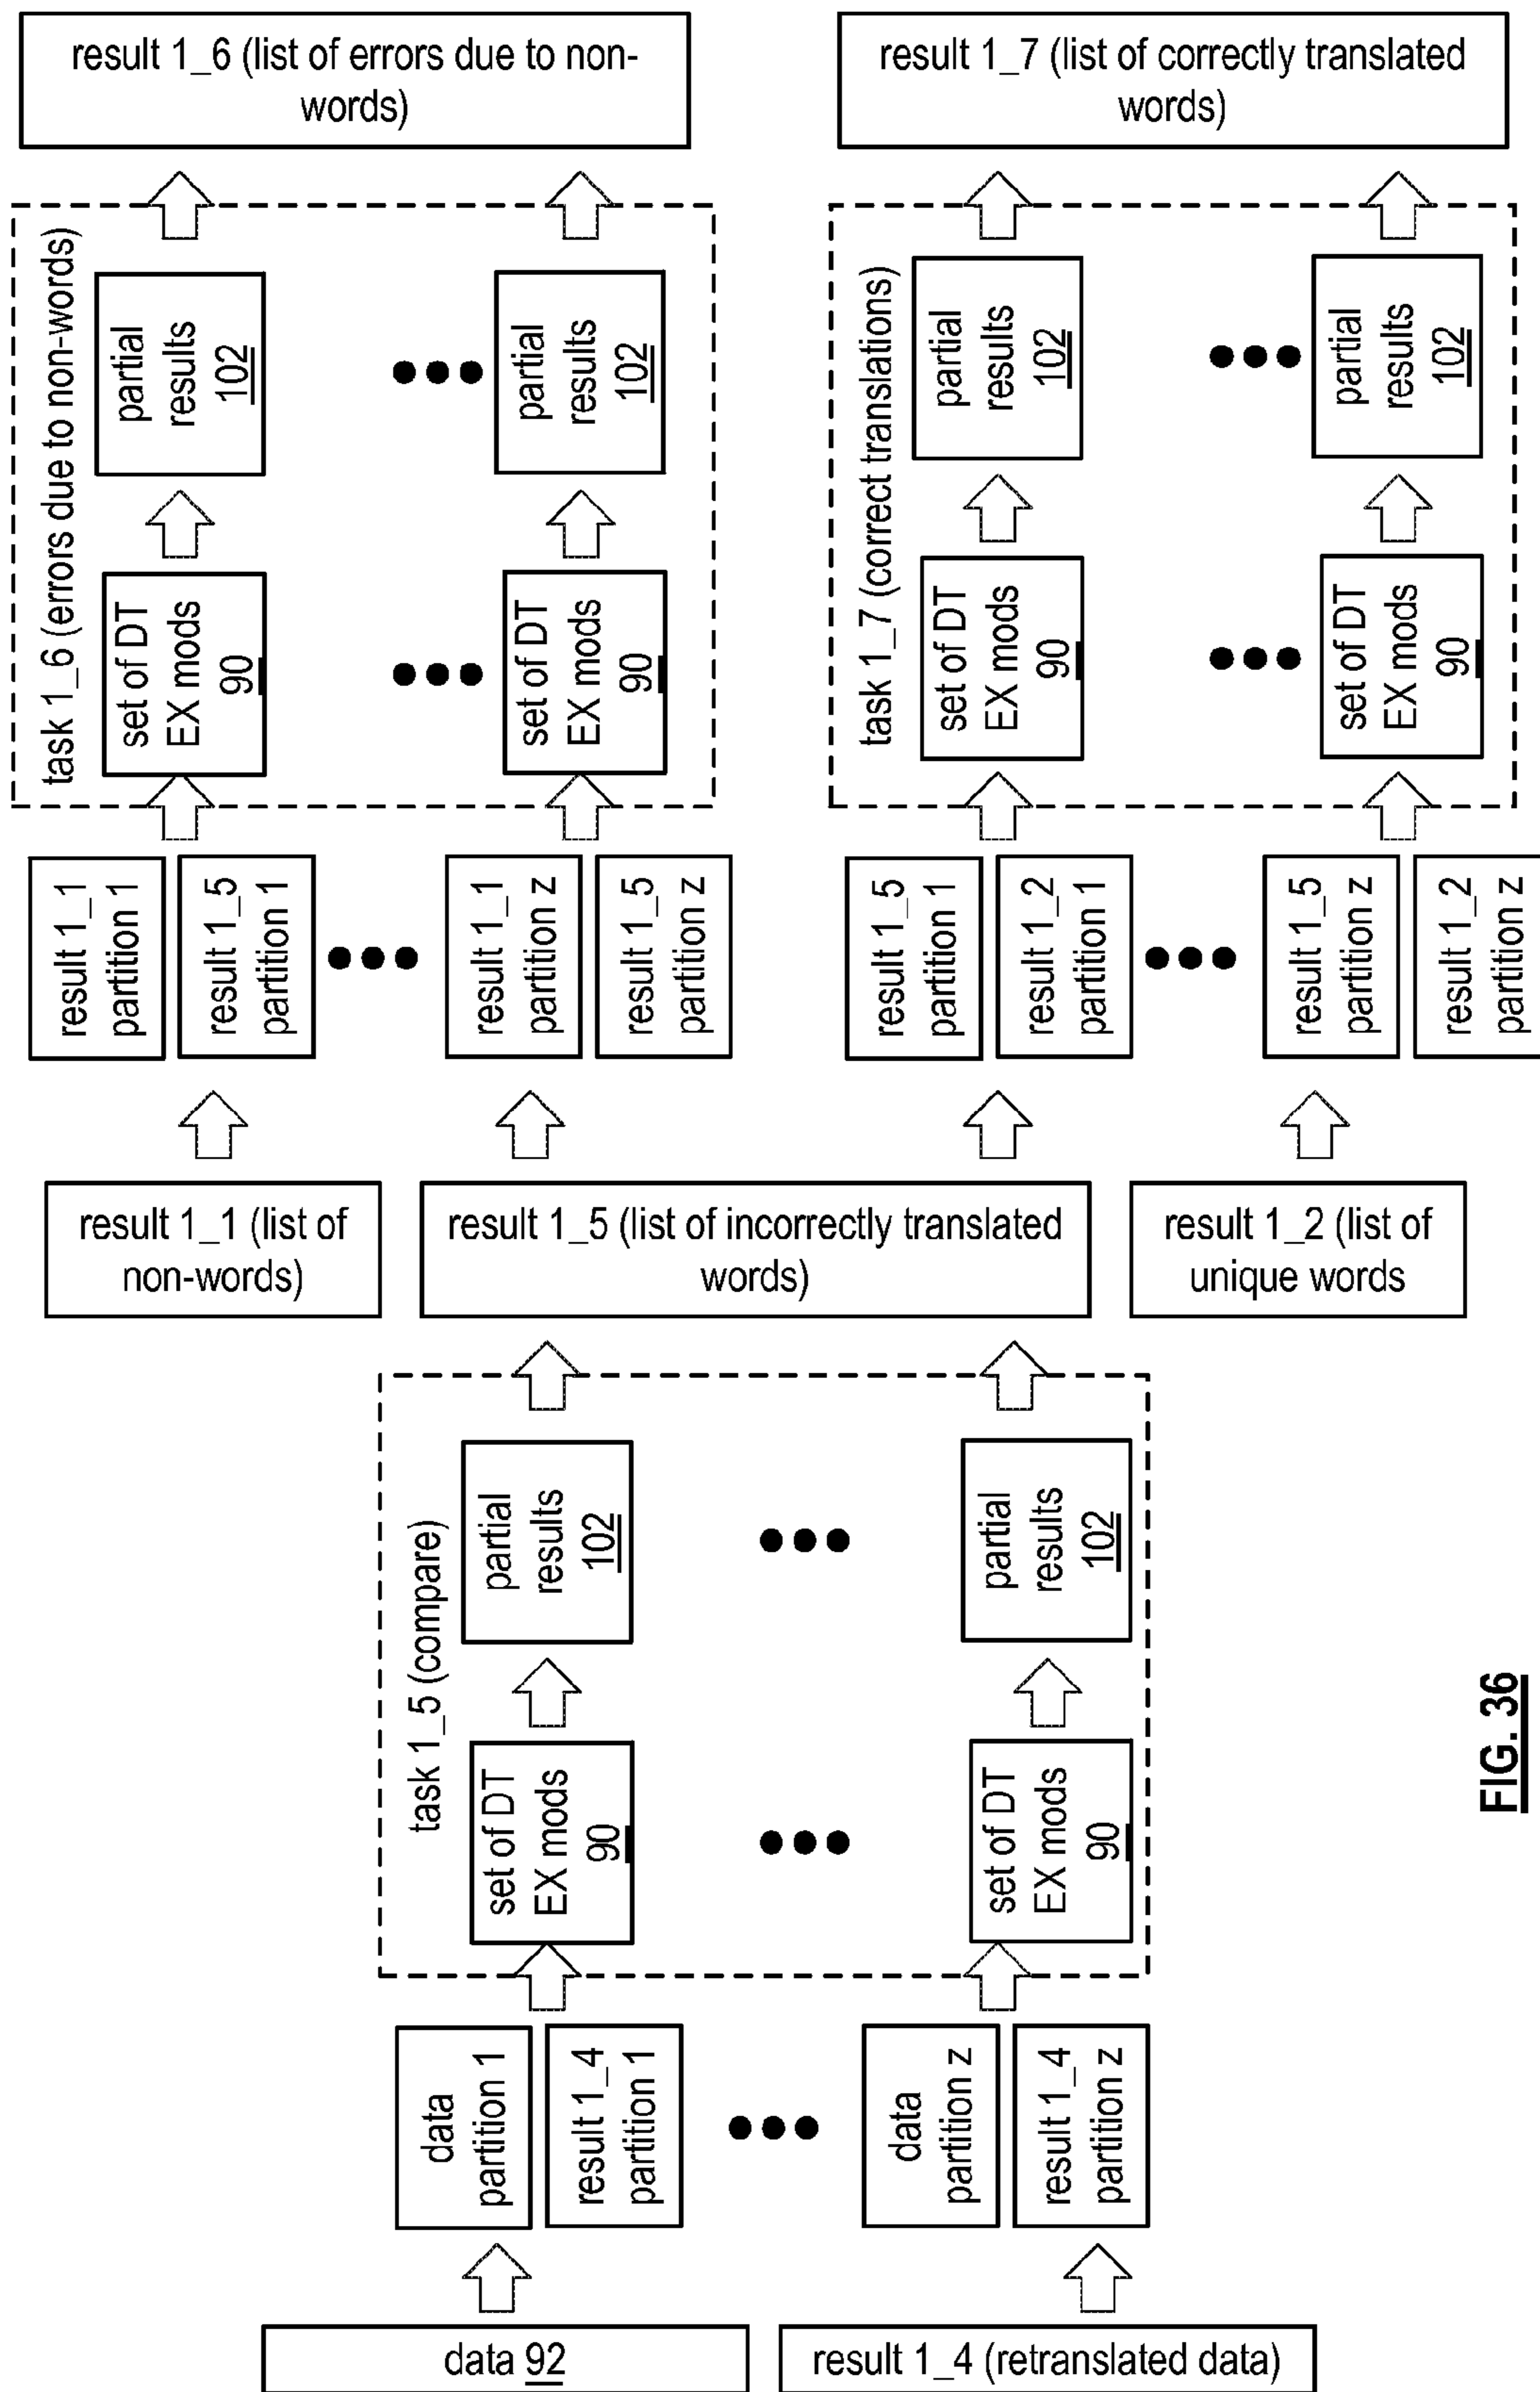 result 1_6 (list of errors due to non-
words)
result 1_7 (list of correctly translated
words)
task 1_6 (errors due to non-words)
partial
results
102
partial
results
102
set of DT
EX mods
90
set of DT
EX mods
90
task 1_7 (correct translations)
partial
results
102
partial
results
102
set of DT
EX mods
90
set of DT
EX mods
90
result 1_1
partition 1
result 1_5
partition 1
result 1_1
partition z
result 1_5
partition z
result 1_5
partition 1
result 1_2
partition 1
result 1_5
partition z
result 1_2
partition z
result 1_1 (list of
non-words)
result 1_5 (list of incorrectly translated
words)
result 1_2 (list of
unique words
task 1_5 (compare)
partial
results
102
partial
results
102
set of DT
EX mods
90
set of DT
EX mods
90
data
partition 1
result 1_4
partition 1
data
partition z
result 1_4
partition z
data 92
result 1_4 (retranslated data)
FIG. 36